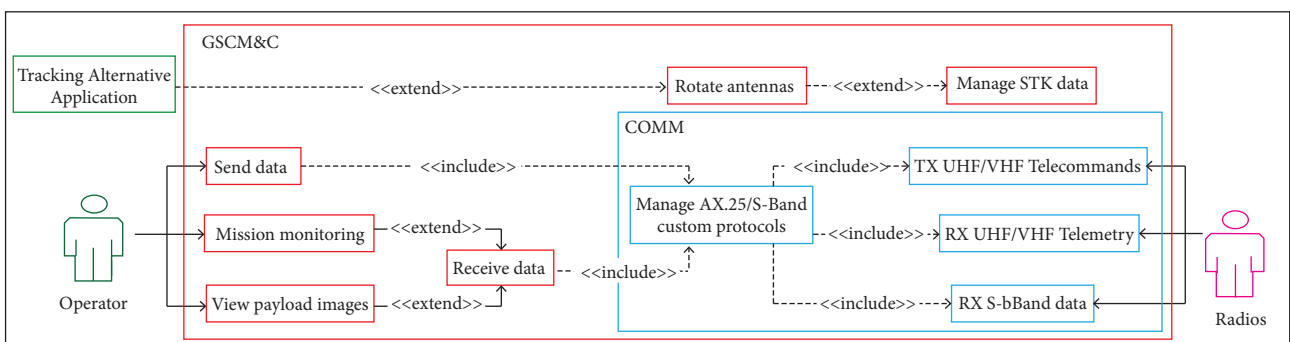 GSCM&C
Tracking Alternative
Application
<<extend>>
Rotate antennas
<<extend>>
Manage STK data
COMM
Send data
<<include>>
<<include>>
TX UHF/VHF Telecommands
Manage AX.25/S-Band
custom protocols
Mission monitoring
<<extend>>
<<include>>
RX UHF/VHF Telemetry
Receive data
<<include>>
Operator
View payload images
<<extend>>
<<include>>
RX S-bBand data
Radios